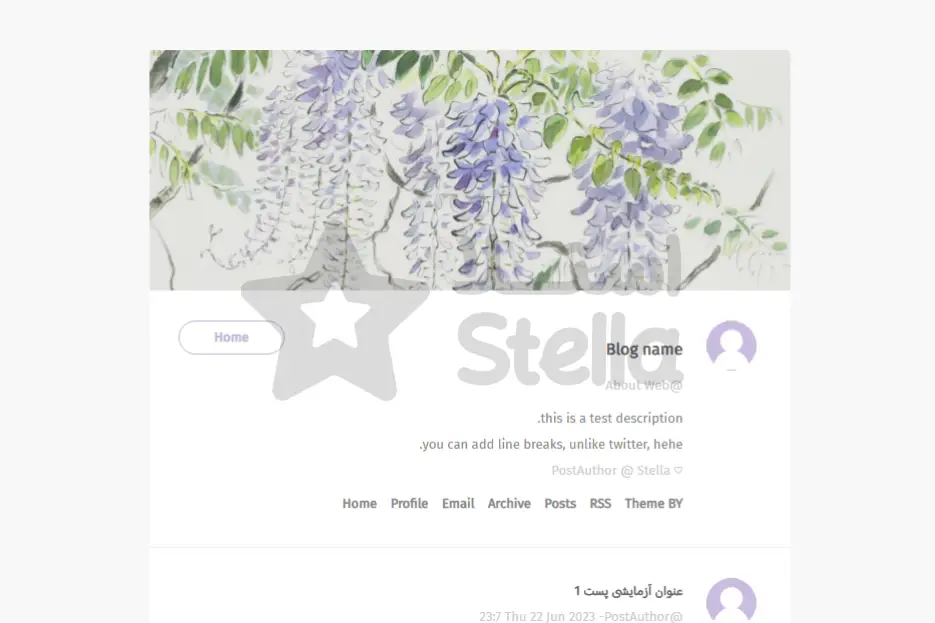 Stella
Home
Blog name
About Web@
.this is a test description
.you can add line breaks, unlike twitter, hehe
PostAuthor @ Stella ♡
Home Profile Email Archive Posts RSS Theme BY
عنوان آزمایشی پست 1
23:7 Thu 22 Jun 2023 -PostAuthor@